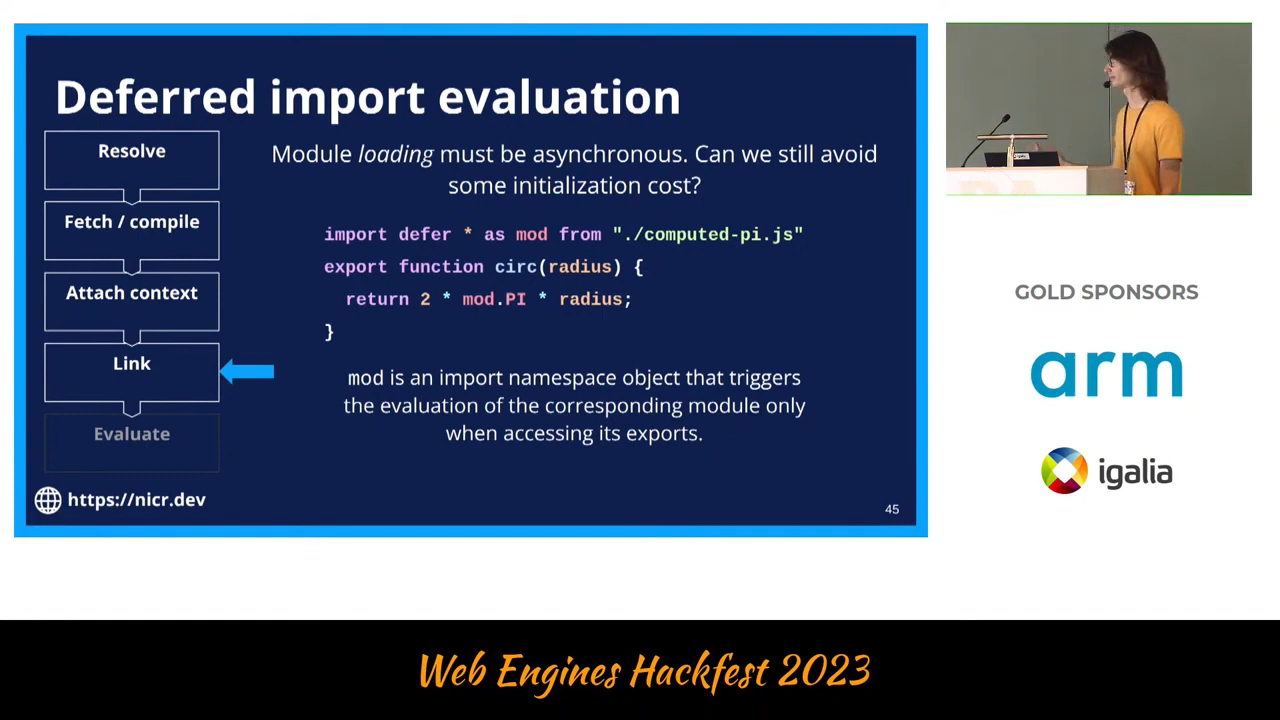 Deferred import evaluation
Resolve
Fetch / compile
Attach context
Link
Evaluate
Module loading must be asynchronous. Can we still avoid
some initialization cost?
import defer * as mod from "./computed-pi.js"
export function circ(radius) {
  return 2 * mod.PI * radius;
}
mod is an import namespace object that triggers
the evaluation of the corresponding module only
when accessing its exports.
https://nicr.dev
45
GOLD SPONSORS
arm
igalia
Web Engines Hackfest 2023